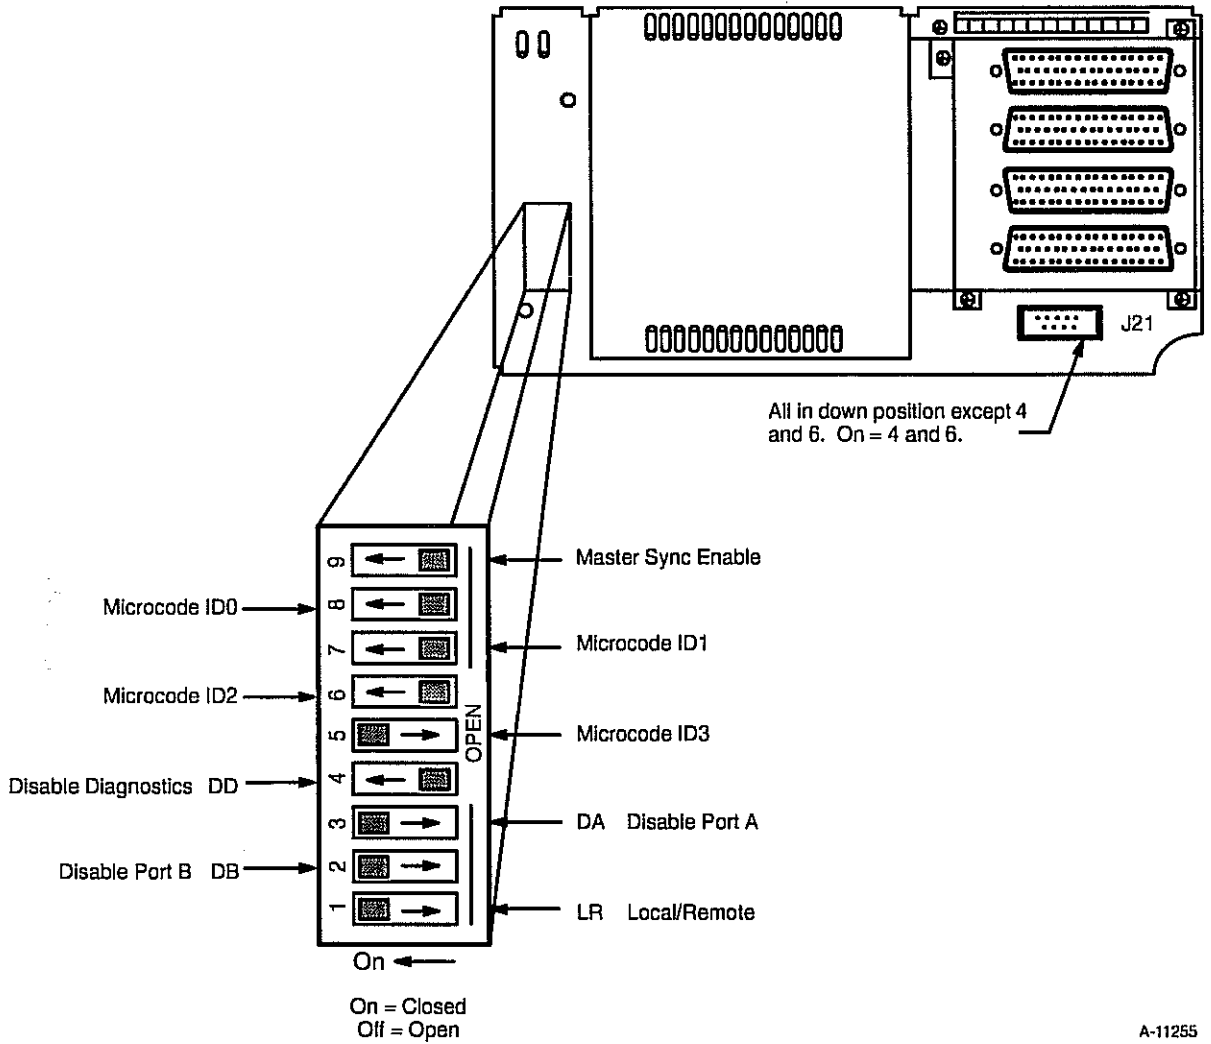 J21
All in down position except 4
and 6. On = 4 and 6.
9
Master Sync Enable
Microcode ID0
8
7
Microcode ID1
Microcode ID2
6
OPEN
5
Microcode ID3
Disable Diagnostics DD
4
3
DA Disable Port A
Disable Port B DB
2
1
LR Local/Remote
On
On = Closed
Off = Open
A-11255